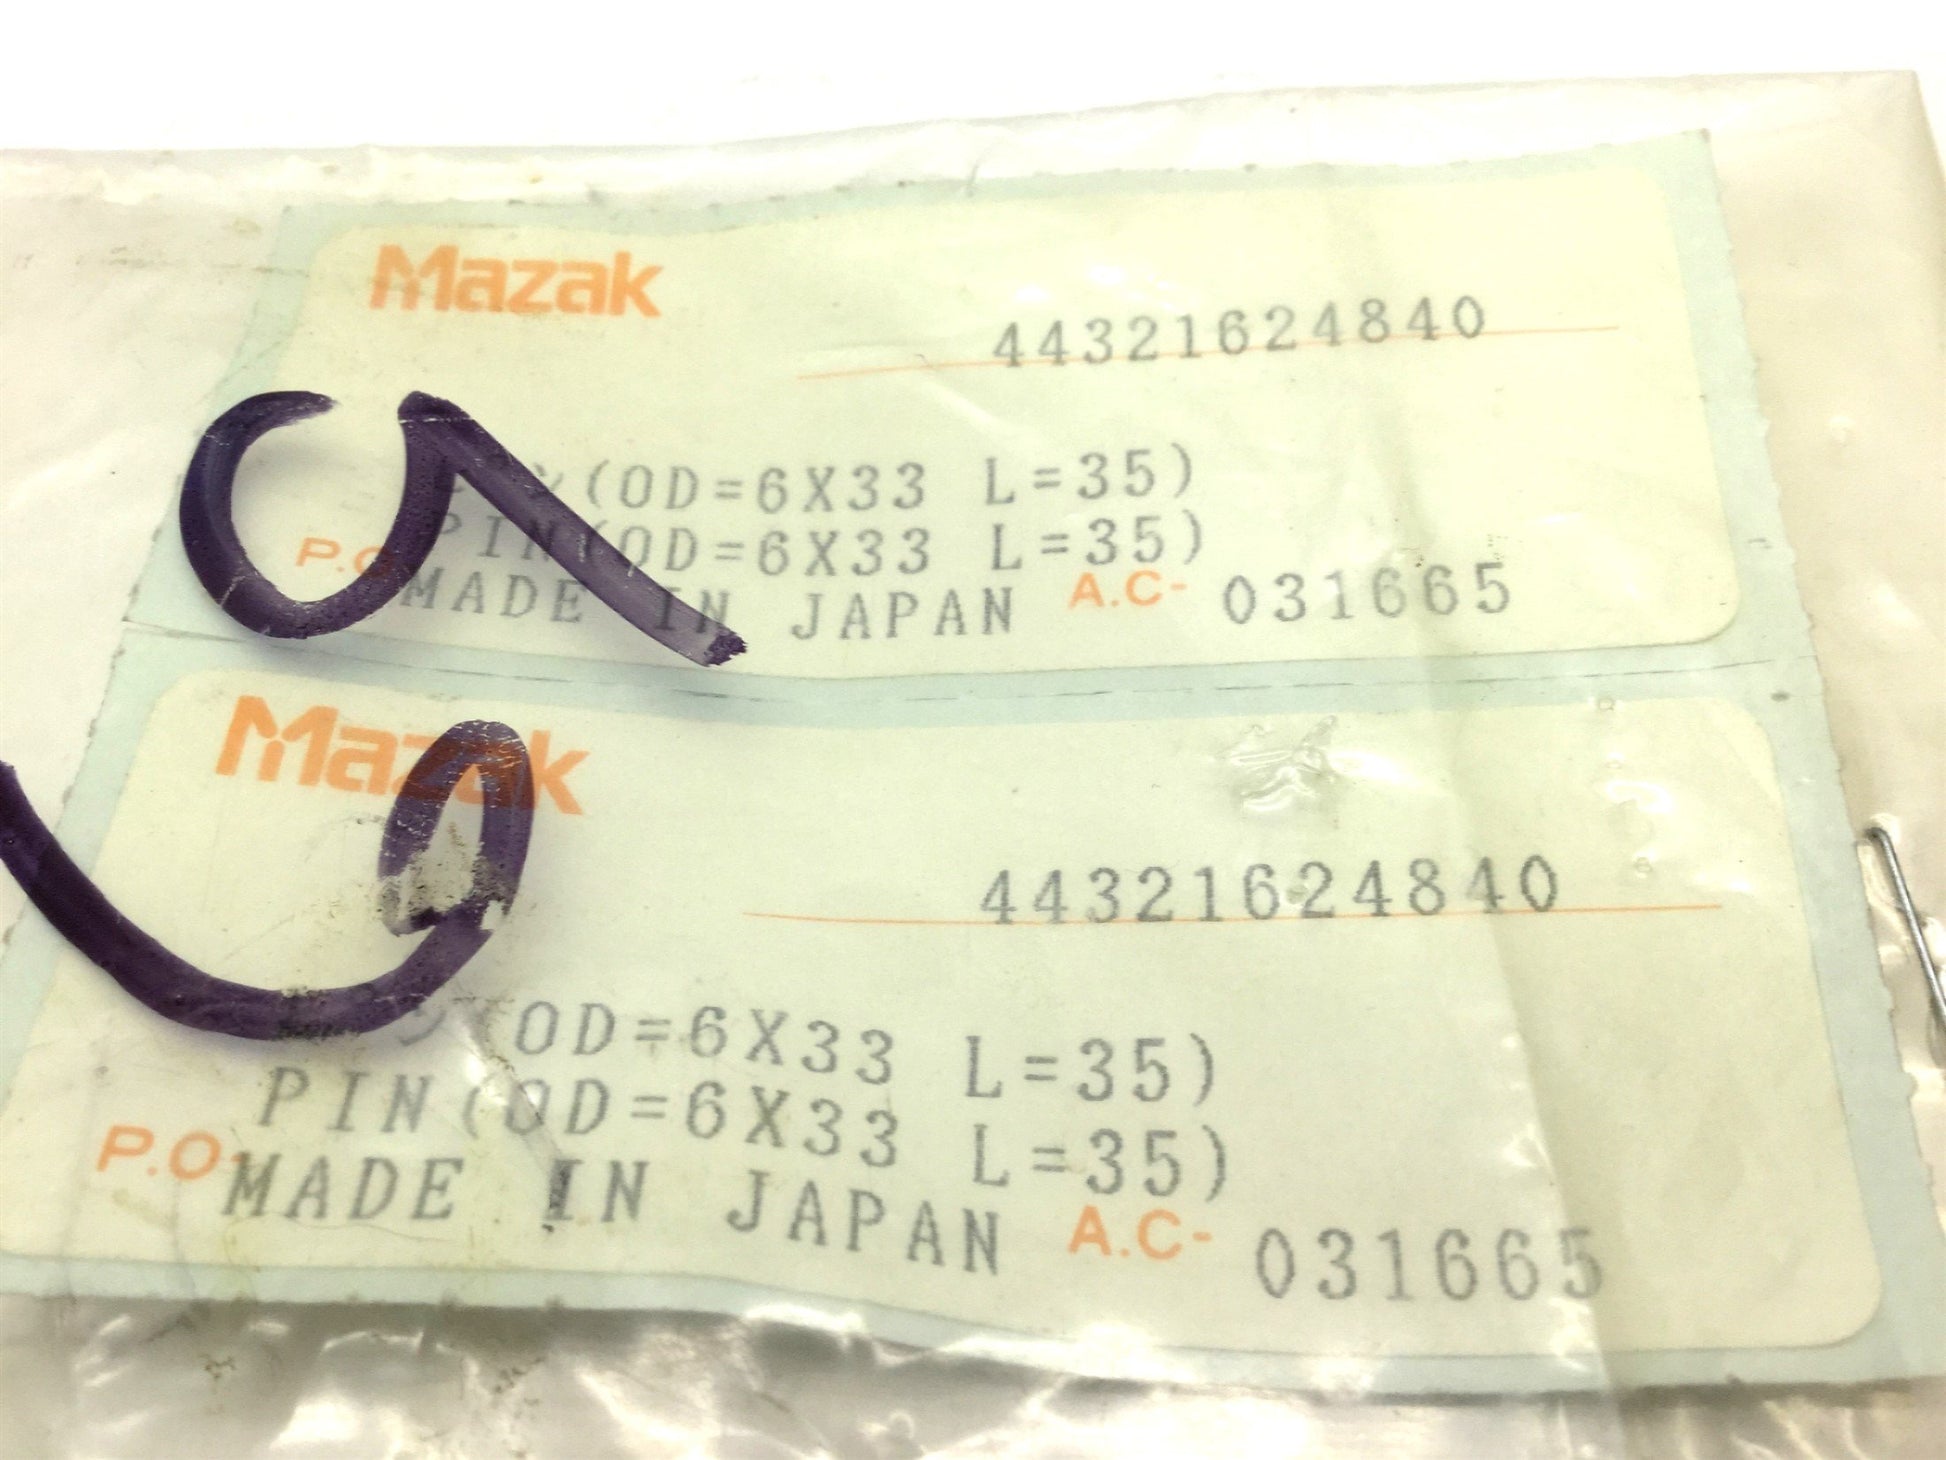 Mazak
44321624840
(OD=6X33 L=35)
PIN(OD=6X33 L=35)
P.O
MADE IN JAPAN A.C- 031665
Mazak
44321624840
(OD=6X33 L=35)
PIN(OD=6X33 L=35)
P.O-
MADE IN JAPAN A.C- 031665